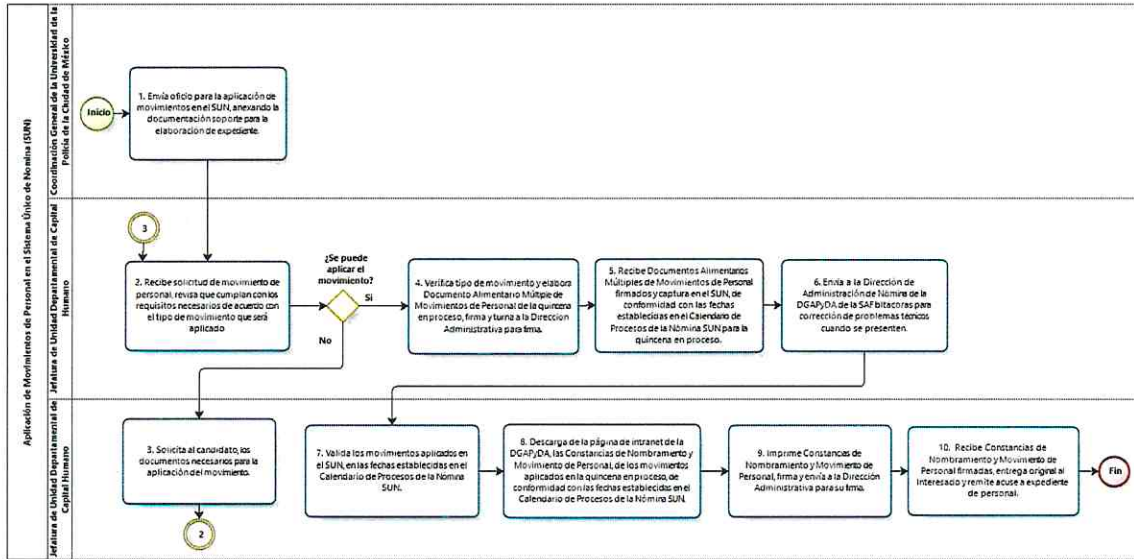 Aplicación de Movimientos de Personal en el Sistema Único de Nomina (SUN)
Coordinación General de la Universidad de la
Policía de la Ciudad de México
Inicio
1. Envía oficio para la aplicación de
movimientos en el SUN, anexando la
documentación soporte para la
elaboración de expediente.
Jefatura de Unidad Departamental de Capital
Humano
3
2. Recibe solicitud de movimiento de
personal, revisa que cumplan con los
requisitos necesarios de acuerdo con
el tipo de movimiento que será
aplicado
¿Se puede
aplicar el
movimiento?
Si
No
4. Verifica tipo de movimiento y elabora
Documento Alimentario Múltiple de
Movimientos de Personal de la quincena
en proceso, firma y turna a la Dirección
Administrativa para firma.
5. Recibe Documentos Alimentarios
Múltiples de Movimientos de Personal
firmados y captura en el SUN, de
conformidad con las fechas
establecidas en el Calendario de
Procesos de la Nómina SUN para la
quincena en proceso.
6. Envía a la Dirección de
Administración de Nómina de la
DGAPyDA de la SAF bitacoras para
corrección de problemas técnicos
cuando se presenten.
Jefatura de Unidad Departamental de
Capital Humano
3. Solicita al candidato, los
documentos necesarios para la
aplicación del movimiento.
2
7. Valida los movimientos aplicados en
el SUN, en las fechas establecidas en el
Calendario de Procesos de la Nómina
SUN.
8. Descarga de la página de intranet de la
DGAPyDA, las Constancias de Nombramiento y
Movimiento de Personal, de los movimientos
aplicados en la quincena en proceso, de
conformidad con las fechas establecidas en el
Calendario de Procesos de la Nómina SUN.
9. Imprime Constancias de
Nombramiento y Movimiento de
Personal, firma y envía a la Dirección
Administrativa para su firma.
10. Recibe Constancias de
Nombramiento y Movimiento de
Personal firmadas, entrega original al
Interesado y remite acuse a expediente
de personal.
Fin